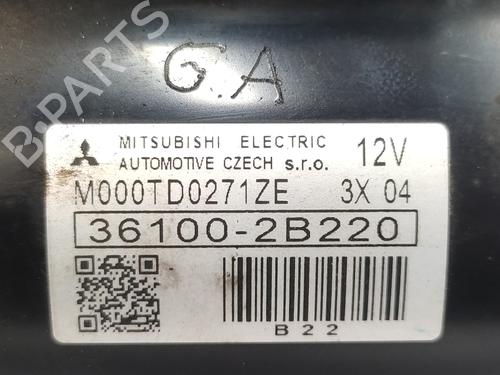 G.A
B-PARTS
MITSUBISHI ELECTRIC
AUTOMOTIVE CZECH s.r.o. 12V
M000TD0271ZE 3X 04
36100-2B220
B22